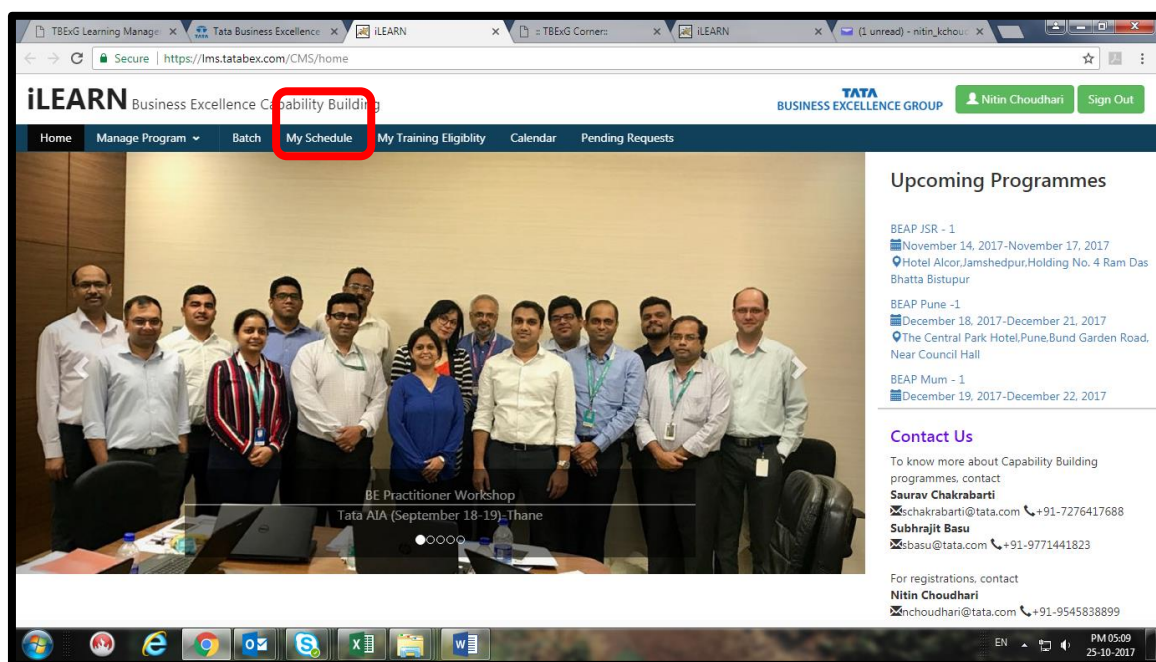 TBExG Learning Manage
Tata Business Excellence
iLEARN
:: TBExG Corner::
iLEARN
(1 unread) - nitin_kchoud
Secure | https://lms.tatabex.com/CMS/home
iLEARN Business Excellence Capability Building
TATA
BUSINESS EXCELLENCE GROUP
Nitin Choudhari
Sign Out
Home
Manage Program
Batch
My Schedule
My Training Eligiblity
Calendar
Pending Requests
Upcoming Programmes
BEAP JSR - 1
November 14, 2017-November 17, 2017
Hotel Alcor,Jamshedpur,Holding No. 4 Ram Das
Bhatta Bistupur
BEAP Pune -1
December 18, 2017-December 21, 2017
The Central Park Hotel,Pune,Bund Garden Road,
Near Council Hall
BEAP Mum - 1
December 19, 2017-December 22, 2017
BE Practitioner Workshop
Tata AIA (September 18-19)-Thane
Contact Us
To know more about Capability Building
programmes, contact
Saurav Chakrabarti
schakrabarti@tata.com +91-7276417688
Subhrajit Basu
sbasu@tata.com +91-9771441823
For registrations, contact
Nitin Choudhari
nchoudhari@tata.com +91-9545838899
EN
PM 05:09
25-10-2017